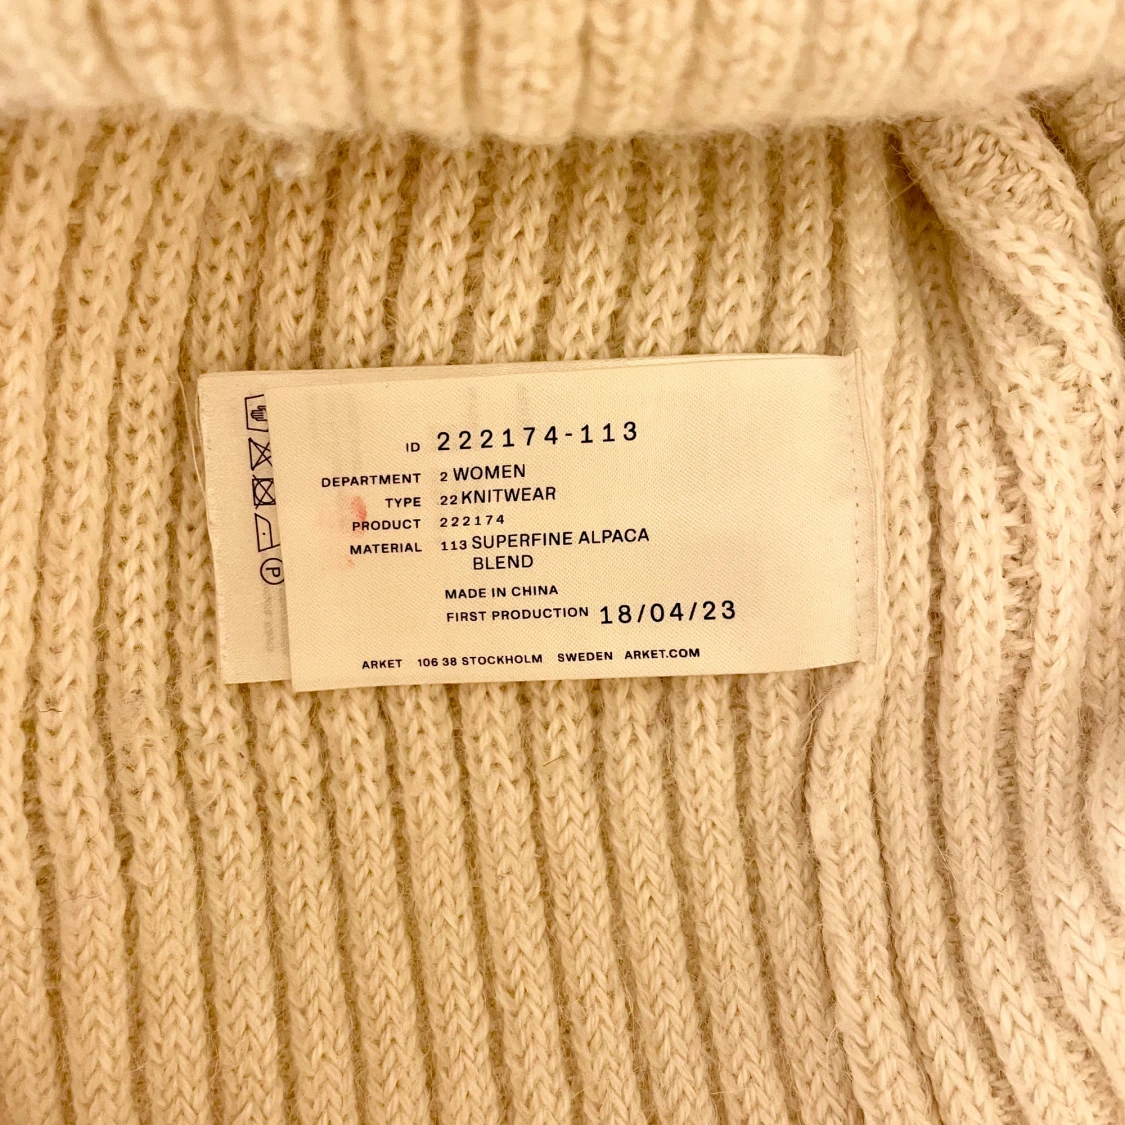 ID 222174-113
DEPARTMENT 2 WOMEN
TYPE 22 KNITWEAR
PRODUCT 222174
MATERIAL 113 SUPERFINE ALPACA
BLEND
MADE IN CHINA
FIRST PRODUCTION 18/04/23
ARKET 106 38 STOCKHOLM SWEDEN ARKET.COM
P